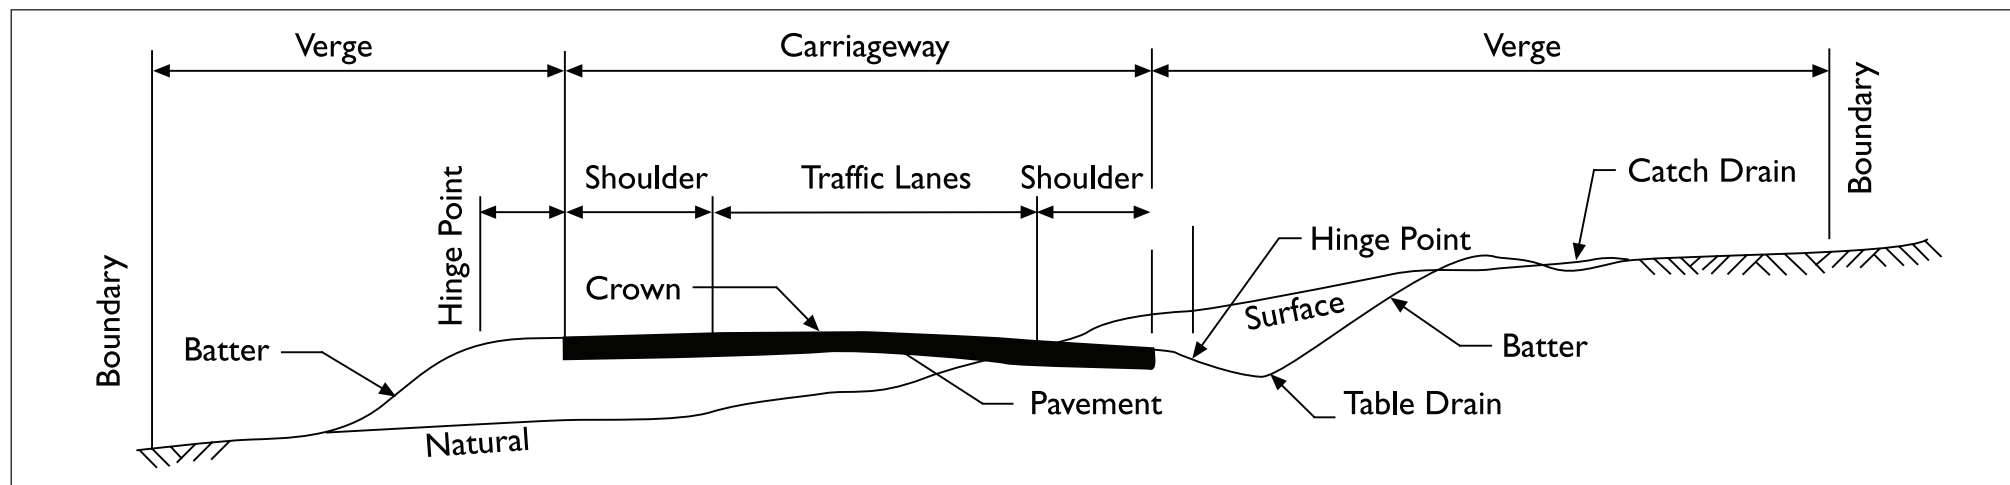 Verge
Carriageway
Verge
Boundary
Hinge Point
Shoulder
Traffic Lanes
Shoulder
Catch Drain
Boundary
Hinge Point
Crown
Surface
Batter
Batter
Pavement
Table Drain
Natural